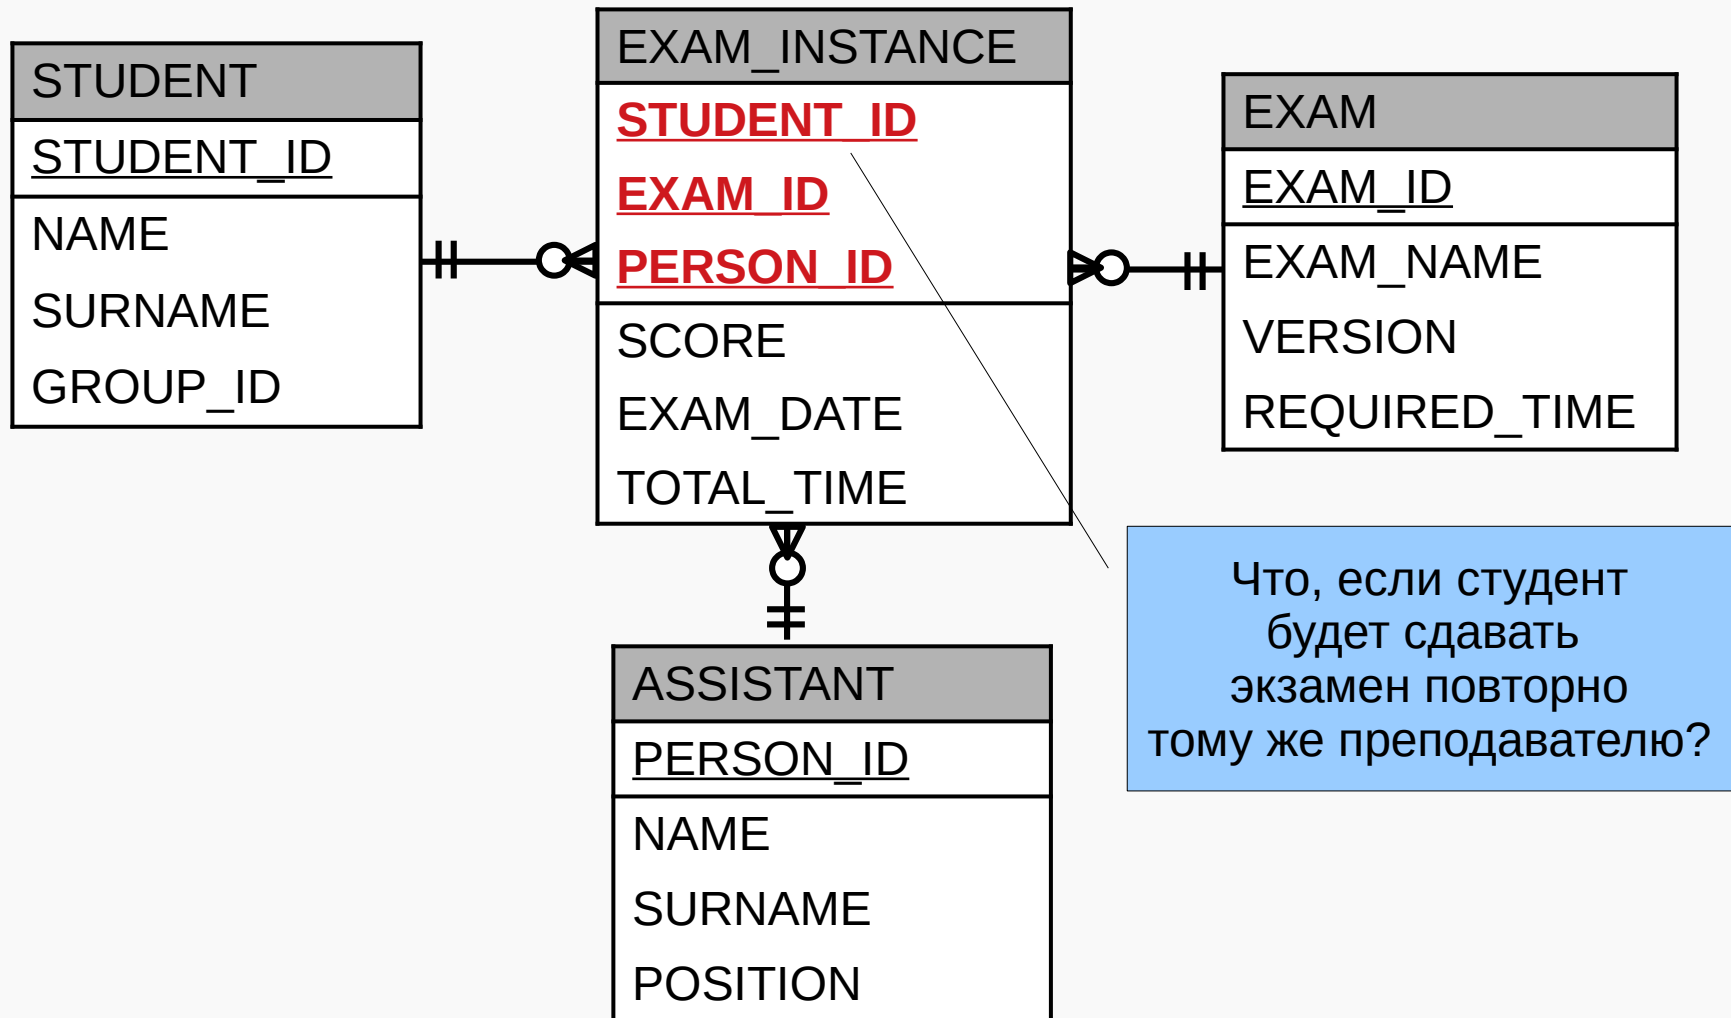 STUDENT
STUDENT_ID
NAME
SURNAME
GROUP_ID
EXAM_INSTANCE
STUDENT_ID
EXAM_ID
PERSON_ID
SCORE
EXAM_DATE
TOTAL_TIME
EXAM
EXAM_ID
EXAM_NAME
VERSION
REQUIRED_TIME
ASSISTANT
PERSON_ID
NAME
SURNAME
POSITION
Что, если студент
будет сдавать
экзамен повторно
тому же преподавателю?